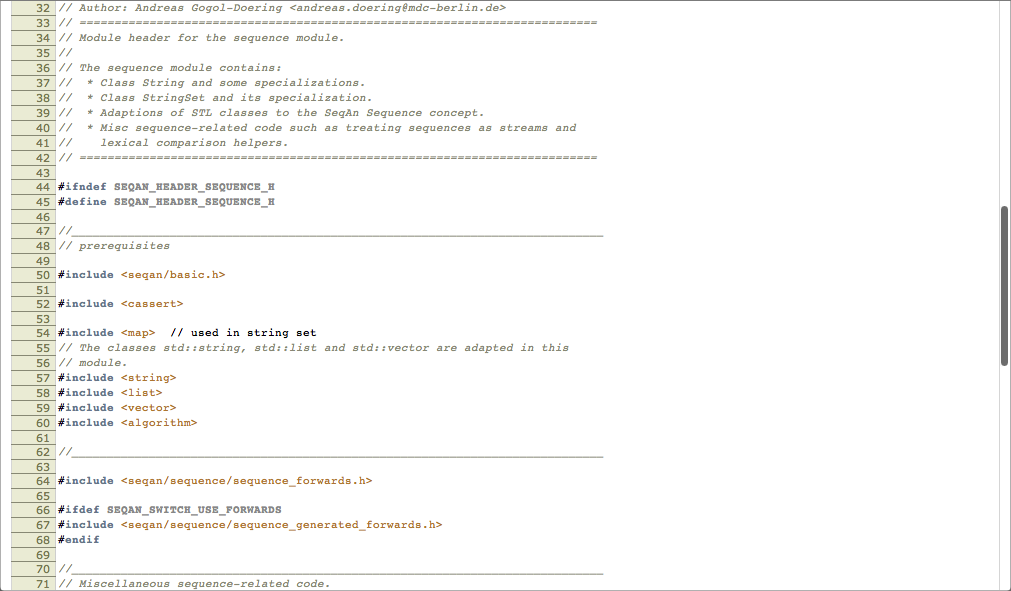 32 // Author: Andreas Gogol-Doering <andreas.doering@mdc-berlin.de>
33 // ==========================================================================
34 // Module header for the sequence module.
35 //
36 // The sequence module contains:
37 //  * Class String and some specializations.
38 //  * Class StringSet and its specialization.
39 //  * Adaptions of STL classes to the SeqAn Sequence concept.
40 //  * Misc sequence-related code such as treating sequences as streams and
41 //    lexical comparison helpers.
42 // ==========================================================================
43
44 #ifndef SEQAN_HEADER_SEQUENCE_H
45 #define SEQAN_HEADER_SEQUENCE_H
46
47 //____________________________________________________________________________
48 // prerequisites
49
50 #include <seqan/basic.h>
51
52 #include <cassert>
53
54 #include <map>  // used in string set
55 // The classes std::string, std::list and std::vector are adapted in this
56 // module.
57 #include <string>
58 #include <list>
59 #include <vector>
60 #include <algorithm>
61
62 //____________________________________________________________________________
63
64 #include <seqan/sequence/sequence_forwards.h>
65
66 #ifdef SEQAN_SWITCH_USE_FORWARDS
67 #include <seqan/sequence/sequence_generated_forwards.h>
68 #endif
69
70 //____________________________________________________________________________
71 // Miscellaneous sequence-related code.